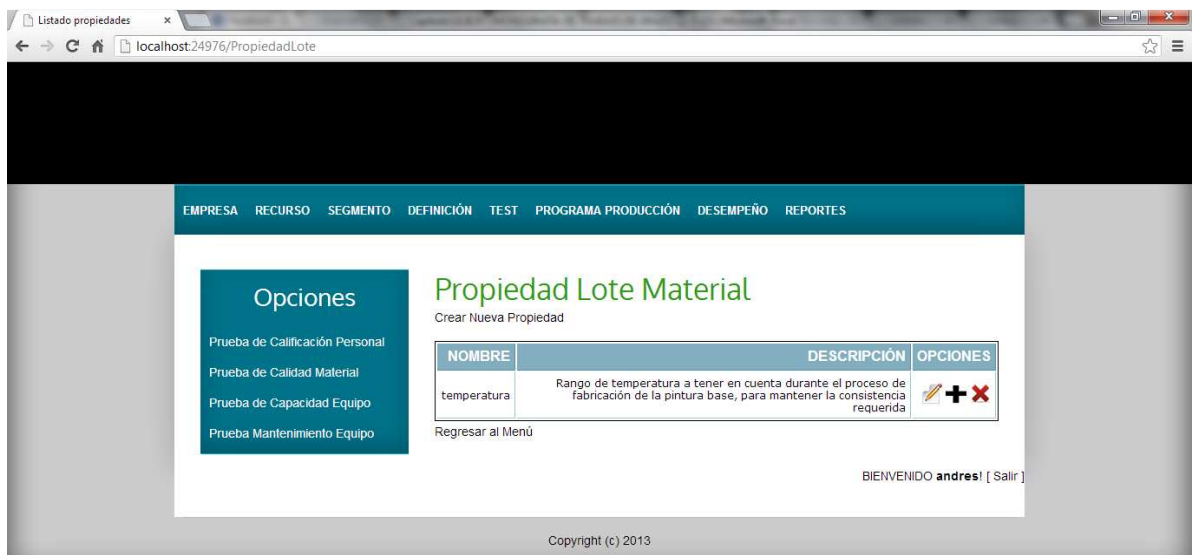 Listado propiedades
localhost:24976/PropiedadLote
EMPRESA RECURSO SEGMENTO DEFINICIÓN TEST PROGRAMA PRODUCCIÓN DESEMPEÑO REPORTES
Opciones
Prueba de Calificación Personal
Prueba de Calidad Material
Prueba de Capacidad Equipo
Prueba Mantenimiento Equipo
Propiedad Lote Material
Crear Nueva Propiedad
NOMBRE DESCRIPCIÓN OPCIONES
temperatura
Rango de temperatura a tener en cuenta durante el proceso de
fabricación de la pintura base, para mantener la consistencia
requerida
Regresar al Menú
BIENVENIDO andres! [ Salir ]
Copyright (c) 2013